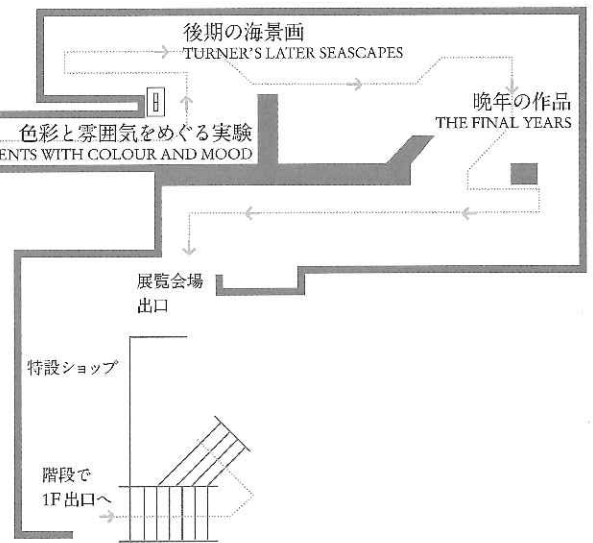 後期の海景画
TURNER'S LATER SEASCAPES
晩年の作品
THE FINAL YEARS
色彩と雰囲気をめぐる実験
ENTS WITH COLOUR AND MOOD
展覧会場
出口
特設ショップ
階段で
1F出口へ